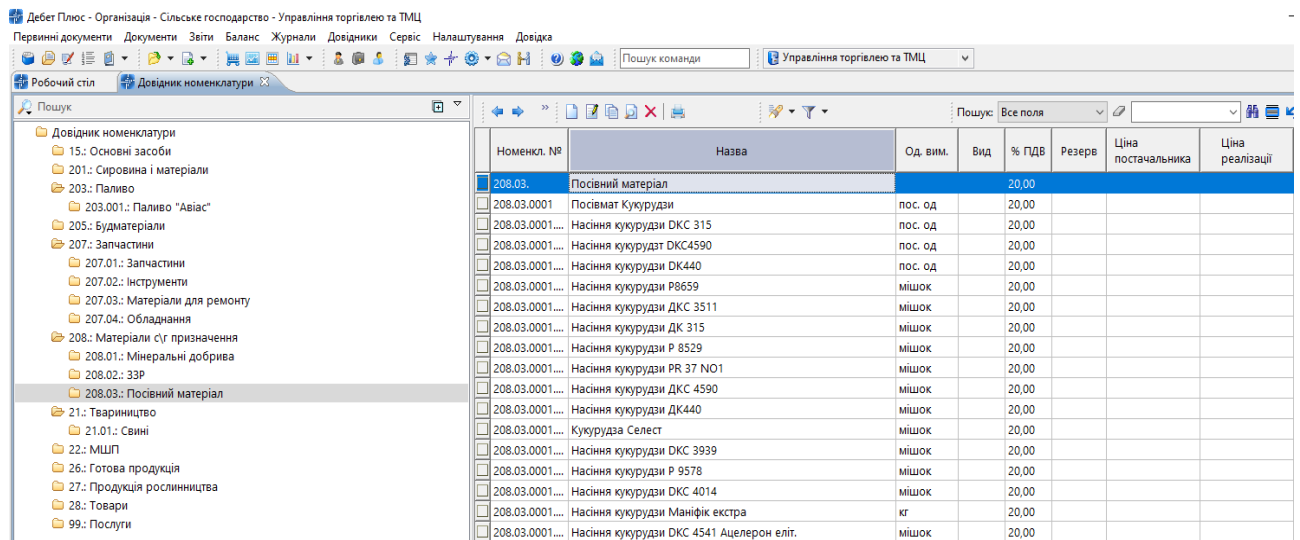 Дебет Плюс - Організація - Сільське господарство - Управління торгівлею та ТМЦ
Первинні документи Документи Звіти Баланс Журнали Довідники Сервіс Налаштування Довідка
Пошук команди Управління торгівлею та ТМЦ
Робочий стіл Довідник номенклатури
Пошук
Довідник номенклатури
15.: Основні засоби
201.: Сировина і матеріали
203.: Паливо
203.001.: Паливо "Авіас"
205.: Будматеріали
207.: Запчастини
207.01.: Запчастини
207.02.: Інструменти
207.03.: Матеріали для ремонту
207.04.: Обладнання
208.: Матеріали с\г призначення
208.01.: Мінеральні добрива
208.02.: ЗЗР
208.03.: Посівний матеріал
21.: Твариництво
21.01.: Свині
22.: МШП
26.: Готова продукція
27.: Продукція рослинництва
28.: Товари
99.: Послуги
Пошук: Все поля
Номенкл. № Назва Од. вим. Вид % ПДВ Резерв Ціна постачальника Ціна реалізації
208.03. Посівний матеріал 20,00
208.03.0001 Посівмат Кукурудзи пос. од 20,00
208.03.0001.... Насіння кукурудзи DKC 315 пос. од 20,00
208.03.0001.... Насіння кукурудзт DKC4590 пос. од 20,00
208.03.0001.... Насіння кукурудзи DK440 пос. од 20,00
208.03.0001.... Насіння кукурудзи Р8659 мішок 20,00
208.03.0001.... Насіння кукурудзи ДКС 3511 мішок 20,00
208.03.0001.... Насіння кукурудзи ДК 315 мішок 20,00
208.03.0001.... Насіння кукурудзи Р 8529 мішок 20,00
208.03.0001.... Насіння кукурудзи PR 37 NO1 мішок 20,00
208.03.0001.... Насіння кукурудзи ДКС 4590 мішок 20,00
208.03.0001.... Насіння кукурудзи ДК440 мішок 20,00
208.03.0001.... Кукурудза Селест мішок 20,00
208.03.0001.... Насіння кукурудзи DKC 3939 мішок 20,00
208.03.0001.... Насіння кукурудзи Р 9578 мішок 20,00
208.03.0001.... Насіння кукурудзи DKC 4014 мішок 20,00
208.03.0001.... Насіння кукурудзи Маніфік екстра кг 20,00
208.03.0001.... Насіння кукурудзи DKC 4541 Ацелерон еліт. мішок 20,00